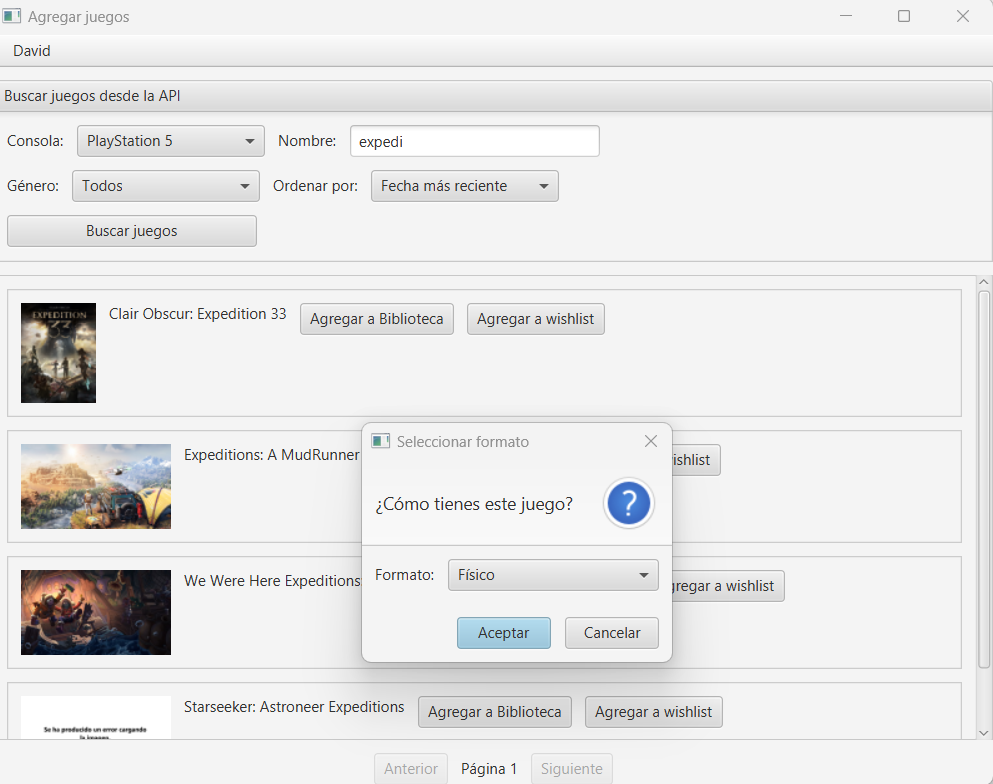 Agregar juegos
David
Buscar juegos desde la API
Consola: PlayStation 5 Nombre: expedi
Género: Todos Ordenar por: Fecha más reciente
Buscar juegos
EXPEDITION
33
Clair Obscur: Expedition 33 Agregar a Biblioteca Agregar a wishlist
Seleccionar formato
Expeditions: A MudRunner ishlist
¿Cómo tienes este juego? ?
Formato: Físico
We Were Here Expeditions gregar a wishlist
Aceptar Cancelar
Starseeker: Astroneer Expeditions Agregar a Biblioteca Agregar a wishlist
Se ha producido un error cargando
la imagen
Anterior Página 1 Siguiente